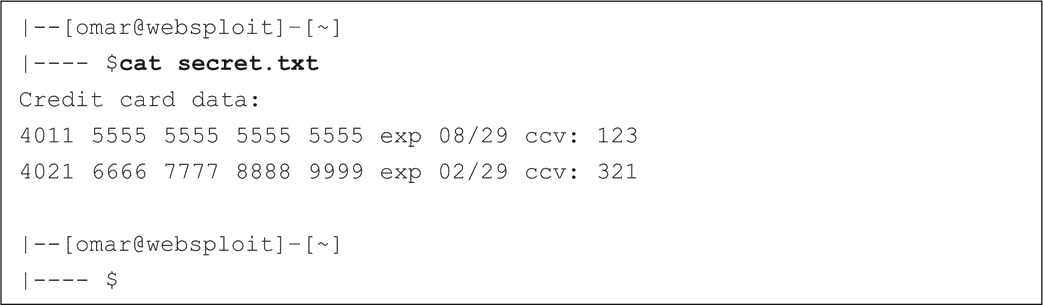 |--[omar@websploit]-[~]
|---- $cat secret.txt
Credit card data:
4011 5555 5555 5555 5555 exp 08/29 ccv: 123
4021 6666 7777 8888 9999 exp 02/29 ccv: 321
|--[omar@websploit]-[~]
|---- $